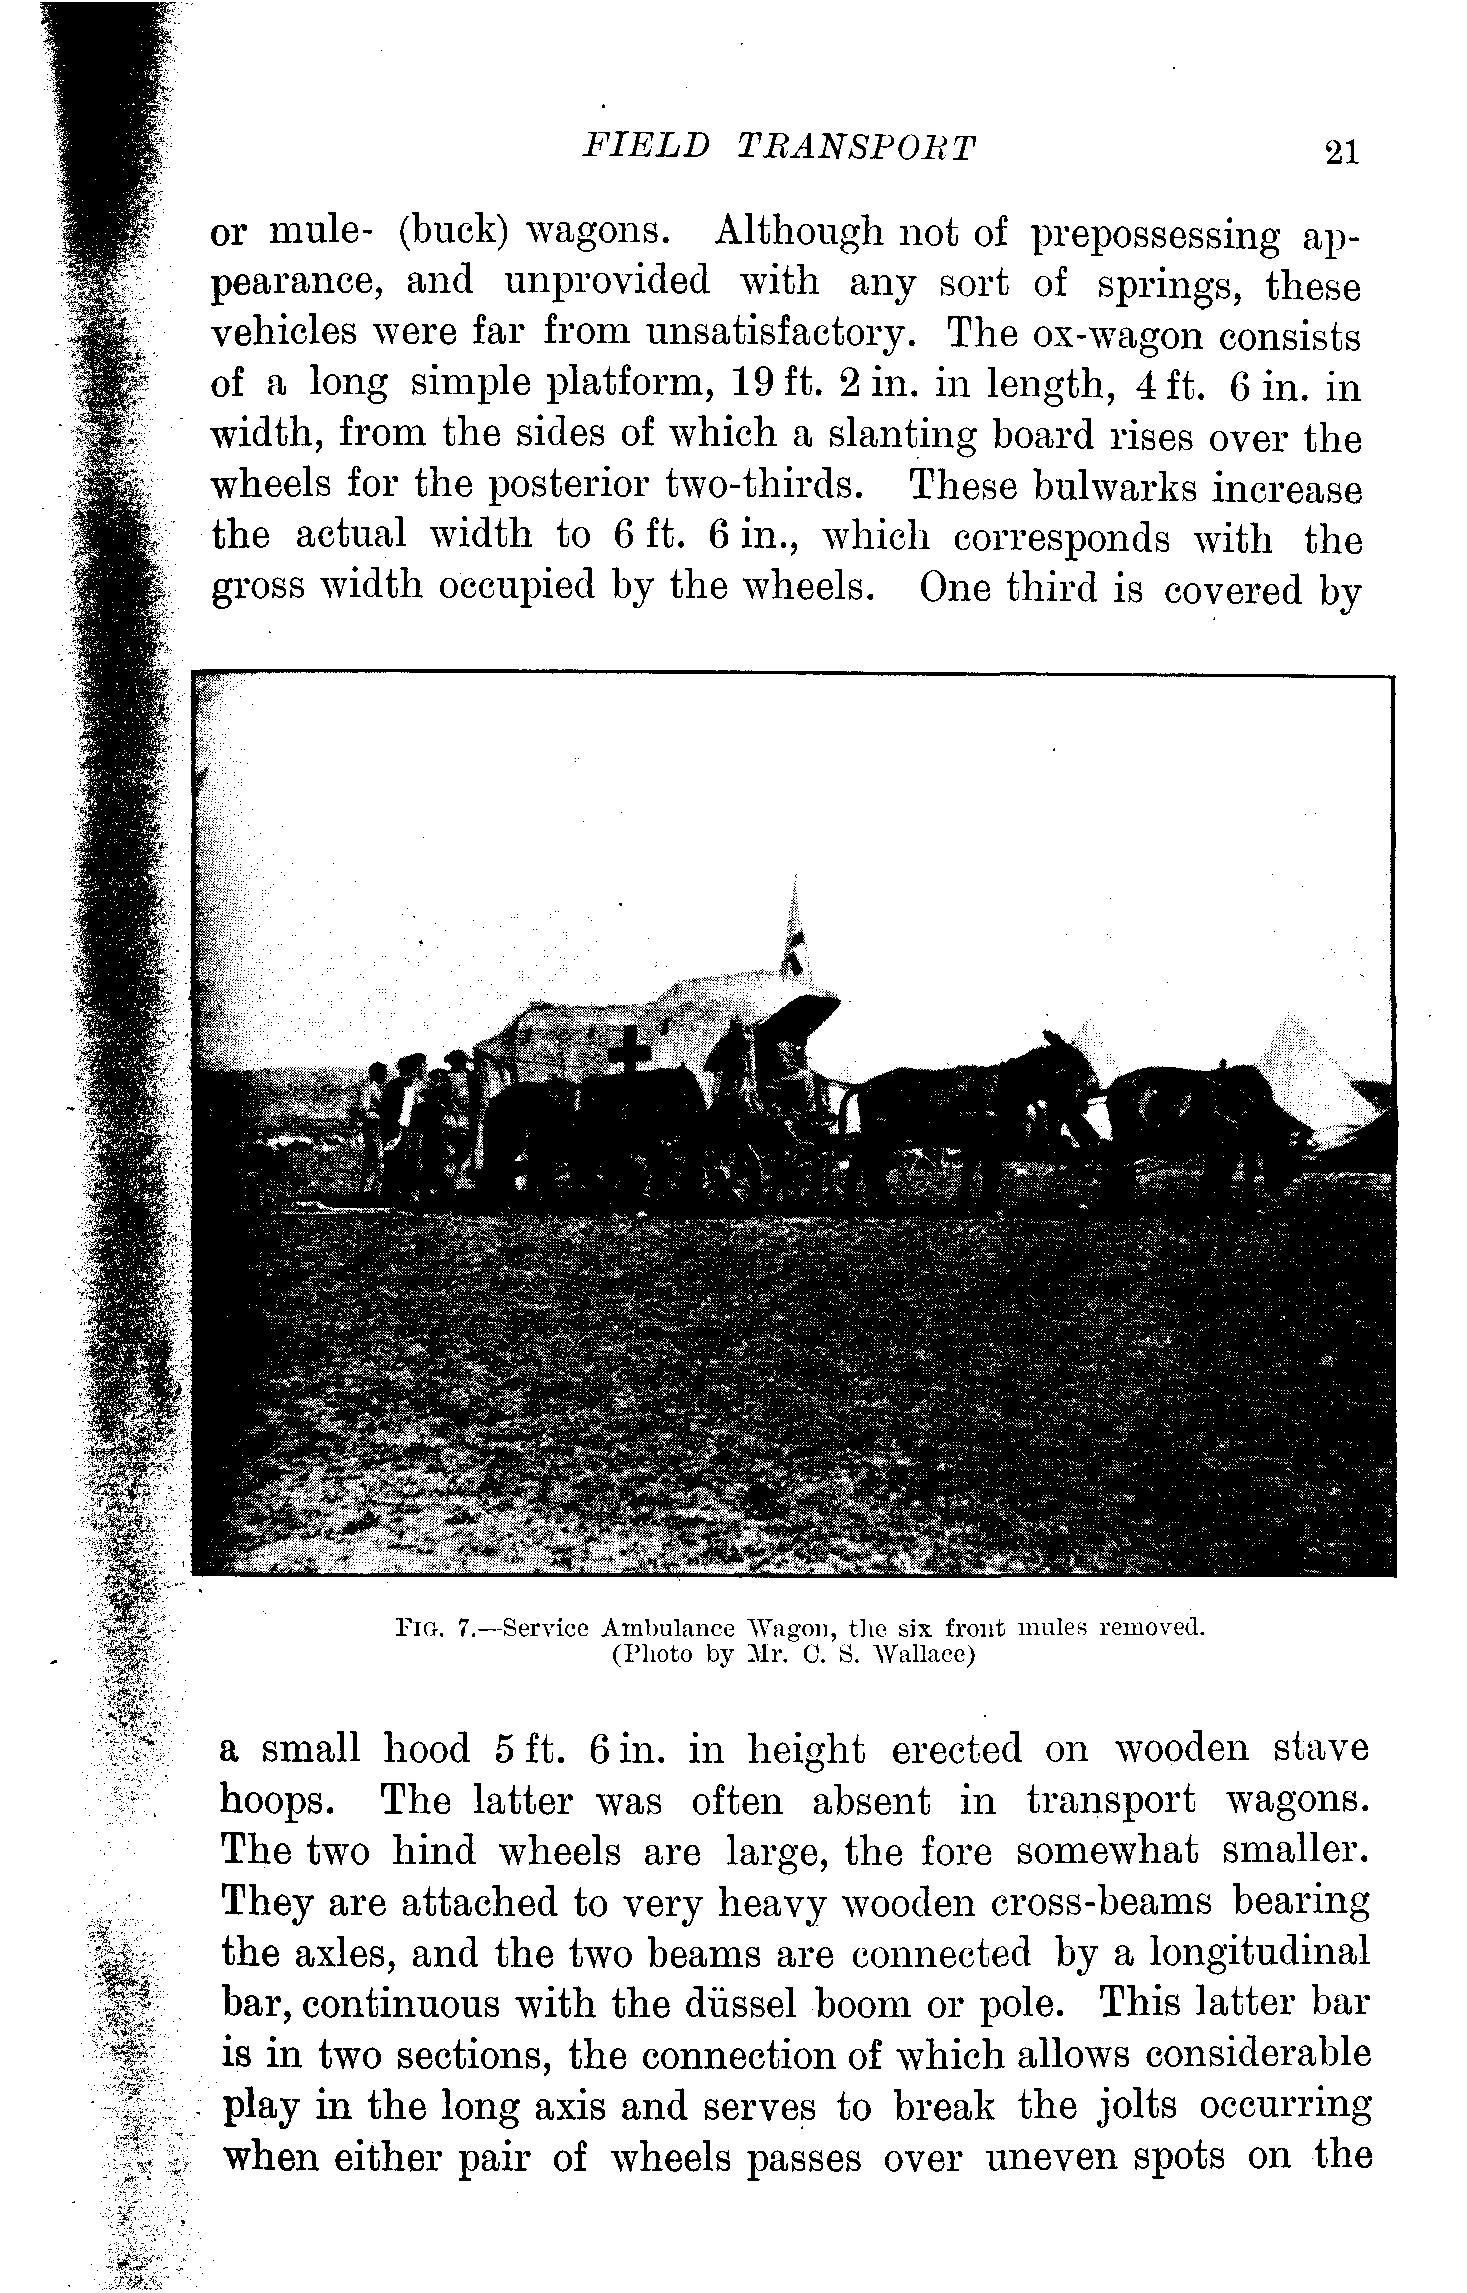 FIELD TRANSPORT 21
or mule- (buck) wagons. Although not of prepossessing ap-
pearance, and unprovided with any sort of springs, these
vehicles were far from unsatisfactory. The ox-wagon consists
of a long simple platform, 19 ft. 2 in. in length, 4 ft. 6 in. in
width, from the sides of which a slanting board rises over the
wheels for the posterior two-thirds. These bulwarks increase
the actual width to 6 ft. 6 in., which corresponds with the
gross width occupied by the wheels. One third is covered by
FIG. 7.—Service Ambulance Wagon, the six front mules removed.
(Photo by Mr. C. S. Wallace)
a small hood 5 ft. 6 in. in height erected on wooden stave
hoops. The latter was often absent in transport wagons.
The two hind wheels are large, the fore somewhat smaller.
They are attached to very heavy wooden cross-beams bearing
the axles, and the two beams are connected by a longitudinal
bar, continuous with the düssel boom or pole. This latter bar
is in two sections, the connection of which allows considerable
play in the long axis and serves to break the jolts occurring
when either pair of wheels passes over uneven spots on the